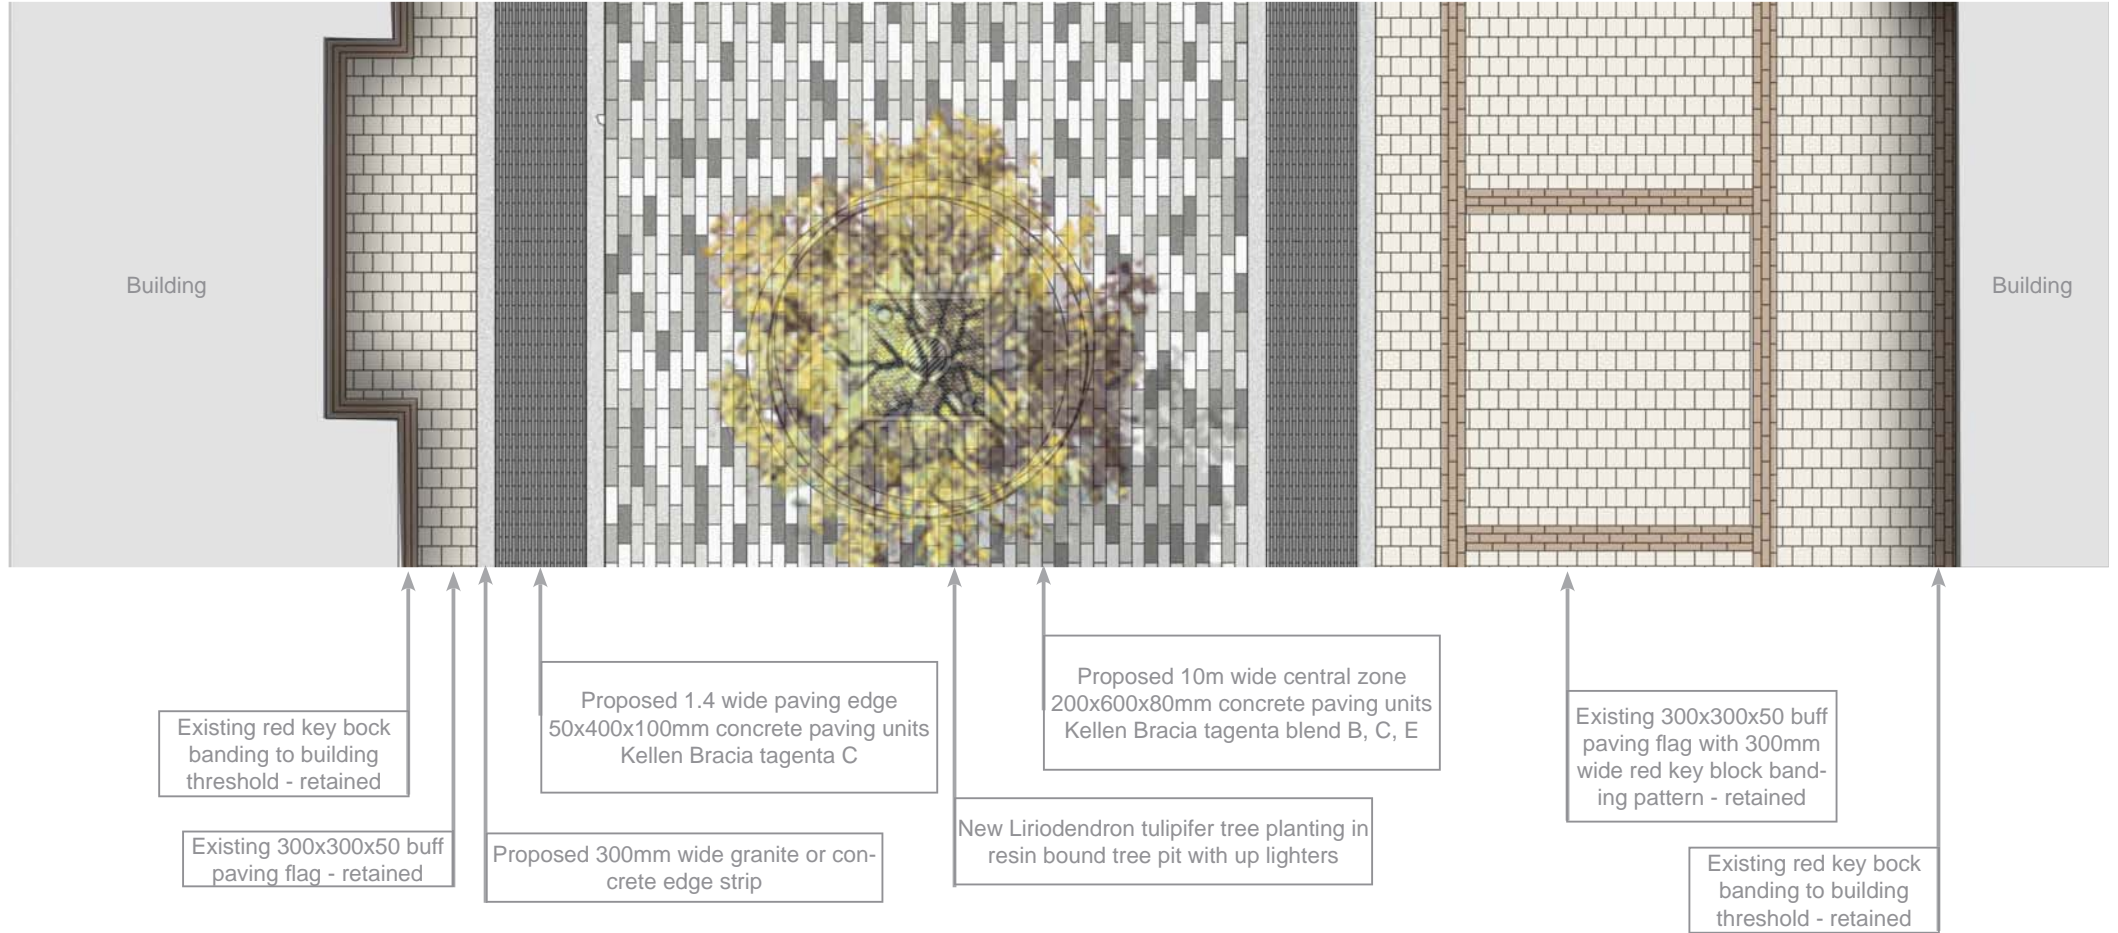 Building
Building
Existing red key bock
banding to building
threshold - retained
Existing 300x300x50 buff
paving flag - retained
Proposed 300mm wide granite or con-
crete edge strip
Proposed 1.4 wide paving edge
50x400x100mm concrete paving units
Kellen Bracia tagenta C
New Liriodendron tulipifer tree planting in
resin bound tree pit with up lighters
Proposed 10m wide central zone
200x600x80mm concrete paving units
Kellen Bracia tagenta blend B, C, E
Existing 300x300x50 buff
paving flag with 300mm
wide red key block band-
ing pattern - retained
Existing red key bock
banding to building
threshold - retained